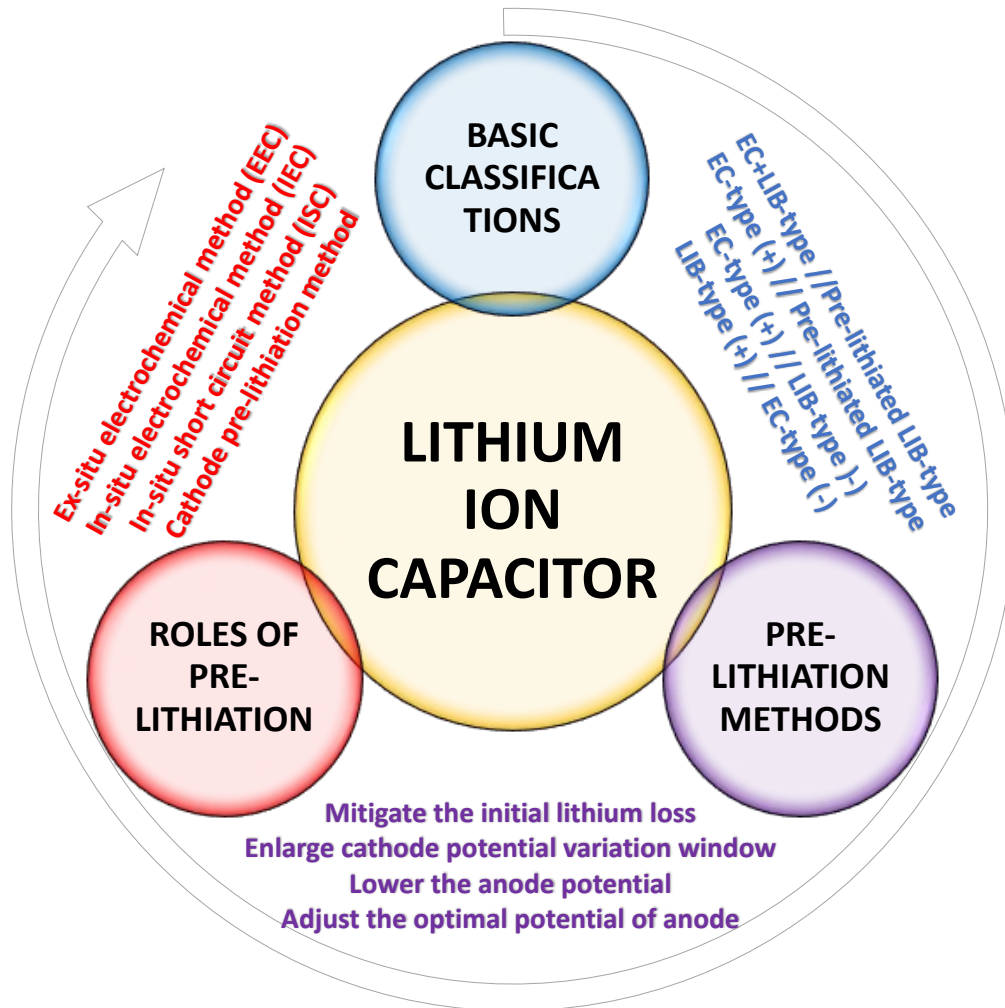 BASIC
CLASSIFICA
TIONS
EC+LIB-type //Pre-lithiated LIB-type
EC-type (+) // Pre-lithiated LIB-type
EC-type (+) // LIB-type )-)
LIB-type (+) // EC-type (-)
Ex-situ electrochemical method (EEC)
In-situ electrochemical method (IEC)
In-situ short circuit method (ISC)
Cathode pre-lithiation method
LITHIUM
ION
CAPACITOR
ROLES OF
PRE-
LITHIATION
PRE-
LITHIATION
METHODS
Mitigate the initial lithium loss
Enlarge cathode potential variation window
Lower the anode potential
Adjust the optimal potential of anode